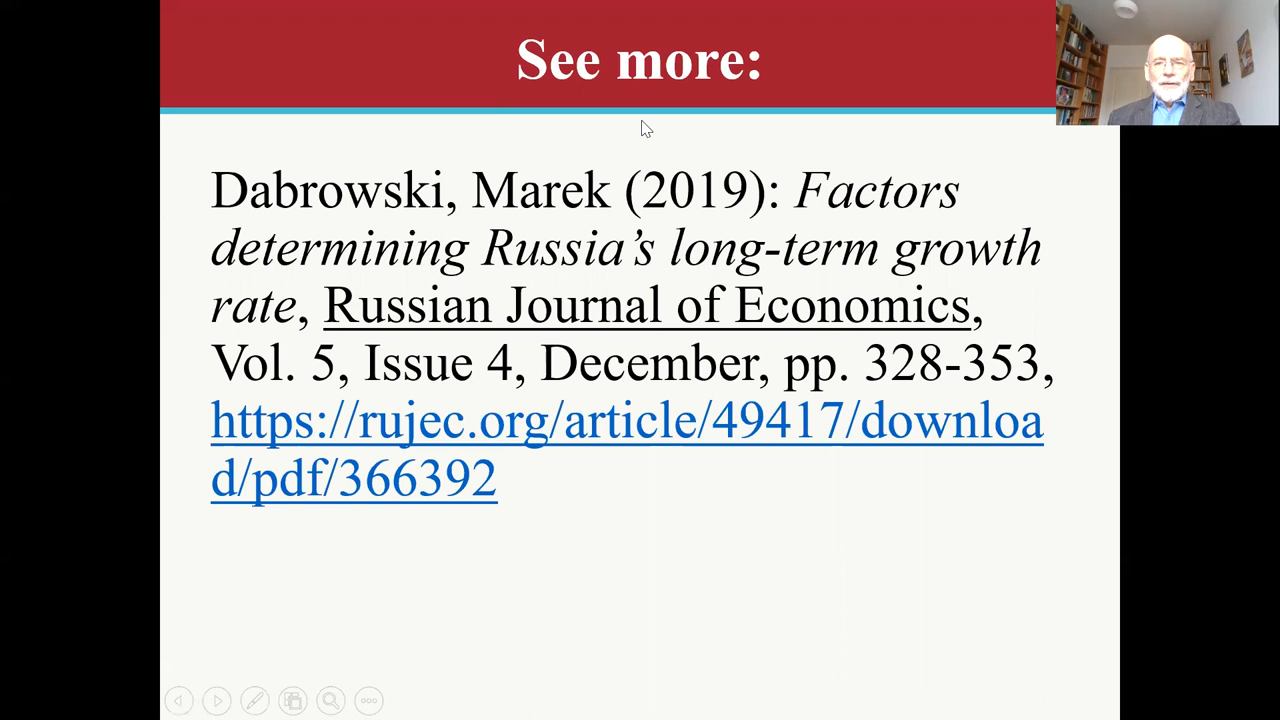 See more:
Dabrowski, Marek (2019): Factors
determining Russia’s long-term growth
rate, Russian Journal of Economics,
Vol. 5, Issue 4, December, pp. 328-353,
https://rujec.org/article/49417/downloa
d/pdf/366392